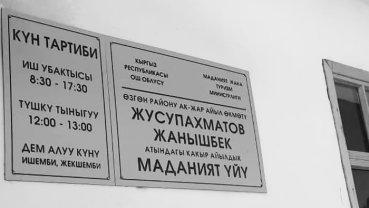 КҮН ТАРТИБИ
ИШ УБАКТЫСЫ
8:30 - 17:30
ТҮШКҮ ТЫНЫГУУ
12:00 - 13:00
ДЕМ АЛУУ КҮНҮ
ИШЕМБИ, ЖЕКШЕМБИ
КЫРГЫЗ
РЕСПУБЛИКАСЫ
ОШ ОБЛУСУ
МАДАНИЯТ ЖАНА
ТУРИЗМ
МИНИСТРЛИГИ
ӨЗГӨН РАЙОНУ АК-ЖАР АЙЫЛ ӨКМӨТҮ
ЖУСУПАХМАТОВ
ЖАНЫШБЕК
АТЫНДАГЫ КАКЫР АЙЫЛДЫК
МАДАНИЯТ ҮЙҮ